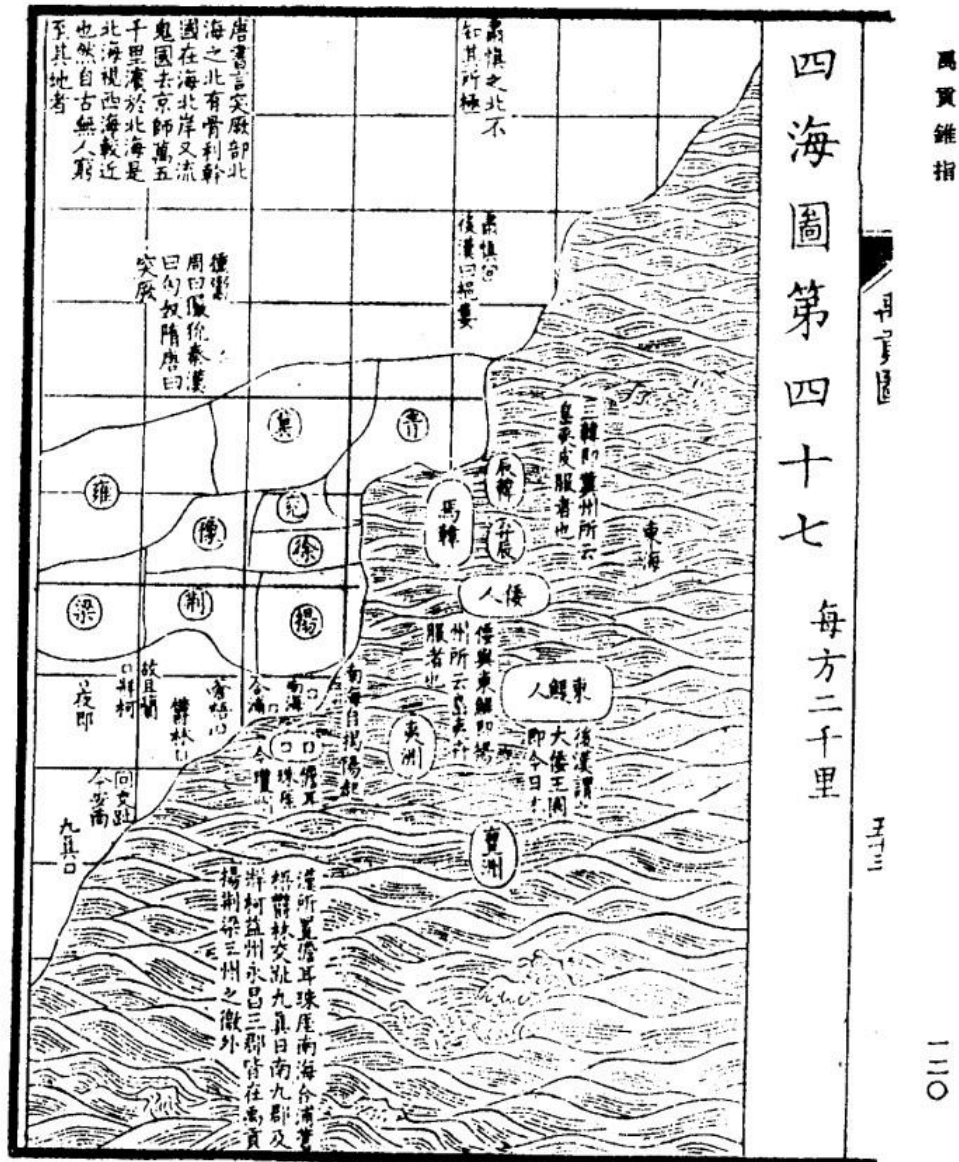 禹貢錐指
禹貢圖
五十三
一二〇
四海圖第四十七 每方二千里
肅慎之北不
知其所極
唐書言突厥部北
海之北有骨利幹
國在海北岸又流
鬼國去京師萬五
千里濱於北海是
北海視西海較近
也然自古無人窮
至其地者
肅慎
後漢曰挹婁
周曰獫狁秦漢
曰匈奴隋唐曰
突厥
青
冀
雍
兗
豫
徐
荆
揚
梁
辰韓
馬韓
弁辰
三韓即冀州所云
皮服者也
東海
倭人
東鯷人
倭與東鯷即揚
州所云島夷卉
服者也
後漢謂之
大倭王國
即今日本
夷洲
亶洲
南海自揭陽起
南海
合浦
蒼梧
鬱林
故且蘭
牂柯
夜郎
儋耳
珠厓
今瓊
交趾
今安南
九真
漢所置儋耳珠厓南海合浦蒼
梧鬱林交趾九真日南九郡及
牂柯益州永昌三郡皆在禹貢
揚荆梁三州之徼外